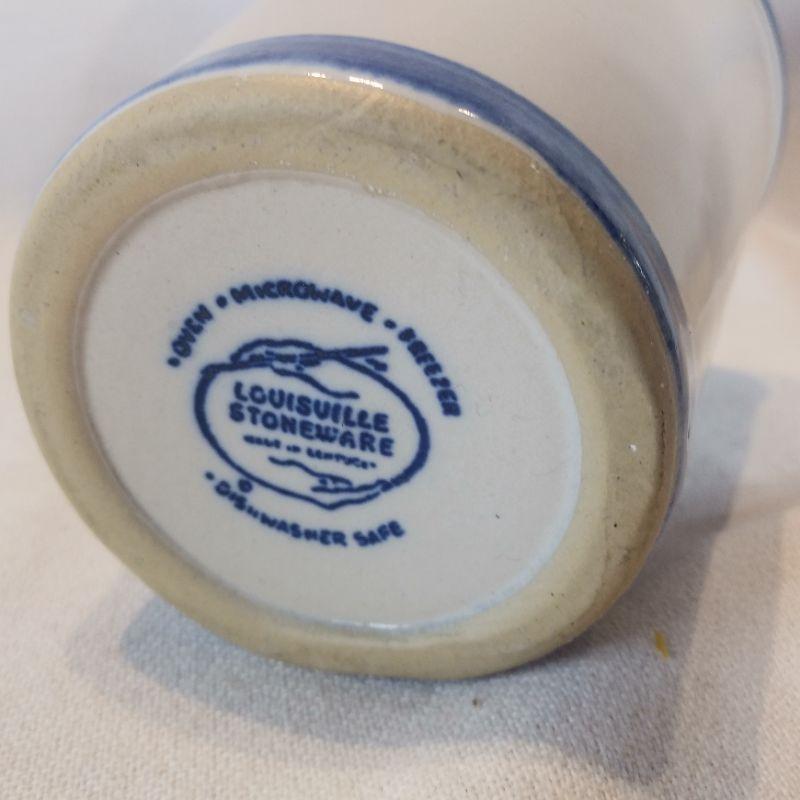 • OVEN • MICROWAVE • FREEZER
LOUISVILLE
STONEWARE
MADE IN KENTUCKY
• DISHWASHER SAFE